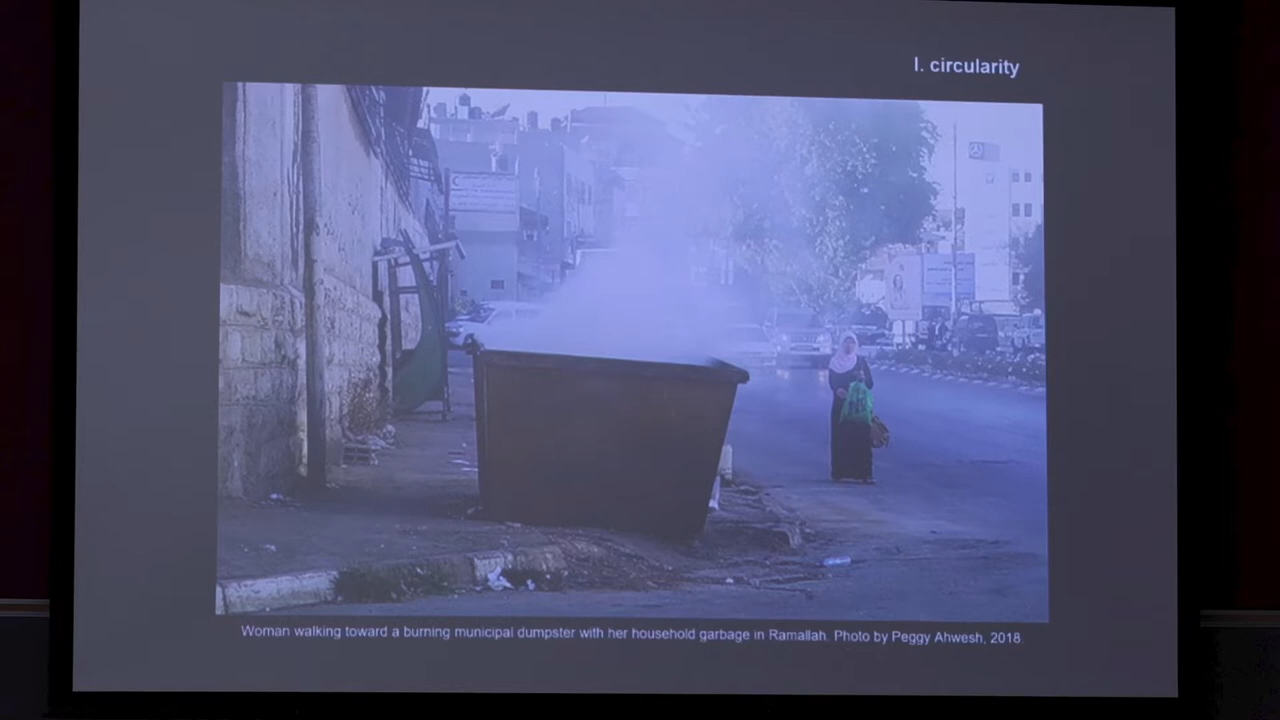 I. circularity
Woman walking toward a burning municipal dumpster with her household garbage in Ramallah. Photo by Peggy Ahwesh, 2018.